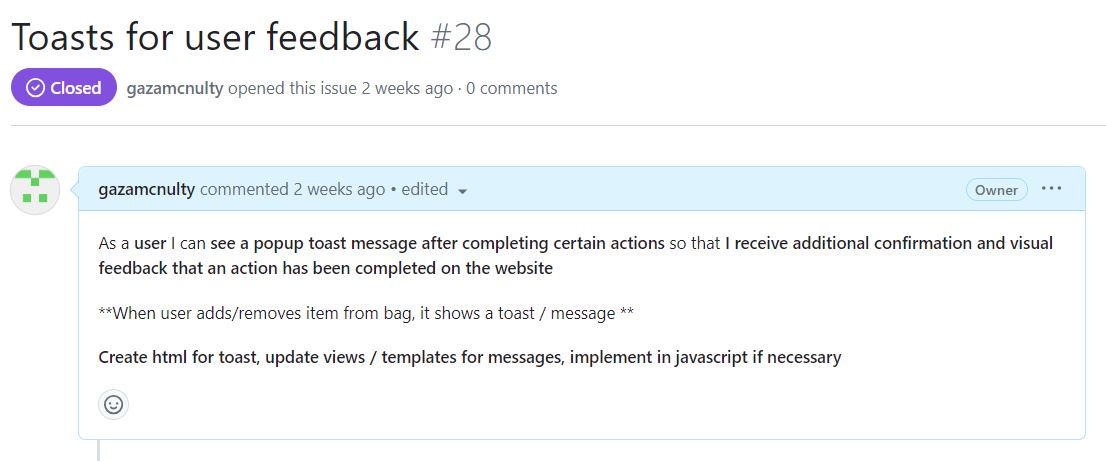 Toasts for user feedback #28
Closed gazamcnulty opened this issue 2 weeks ago · 0 comments
gazamcnulty commented 2 weeks ago • edited Owner
As a user I can see a popup toast message after completing certain actions so that I receive additional confirmation and visual
feedback that an action has been completed on the website
**When user adds/removes item from bag, it shows a toast / message **
Create html for toast, update views / templates for messages, implement in javascript if necessary